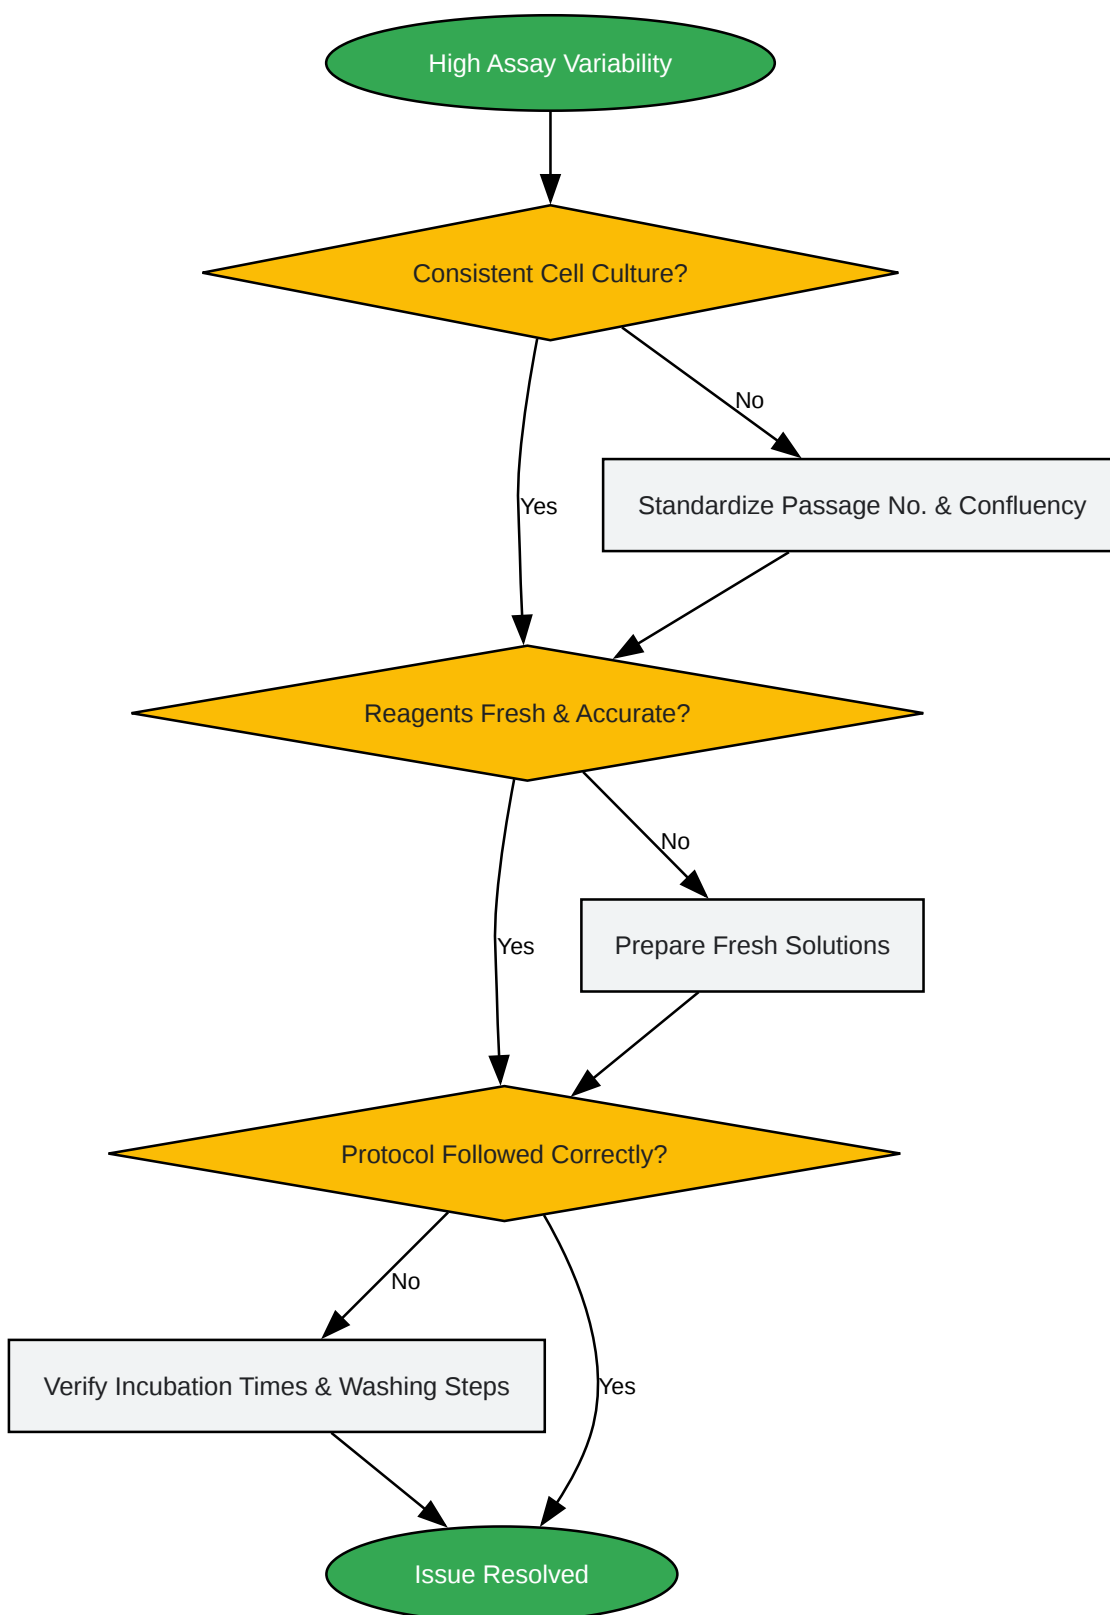 High Assay Variability
Consistent Cell Culture?
No
Standardize Passage No. & Confluency
Yes
Reagents Fresh & Accurate?
No
Prepare Fresh Solutions
Yes
Protocol Followed Correctly?
No
Verify Incubation Times & Washing Steps
Yes
Issue Resolved